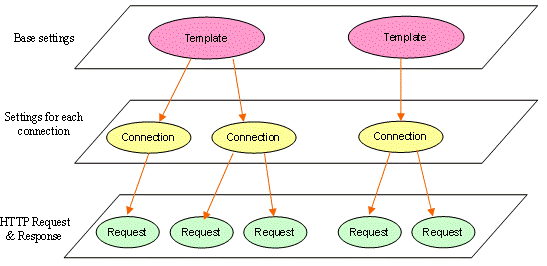 Base settings
Template
Template
Settings for each
connection
Connection
Connection
Connection
HTTP Request
& Response
Request
Request
Request
Request
Request